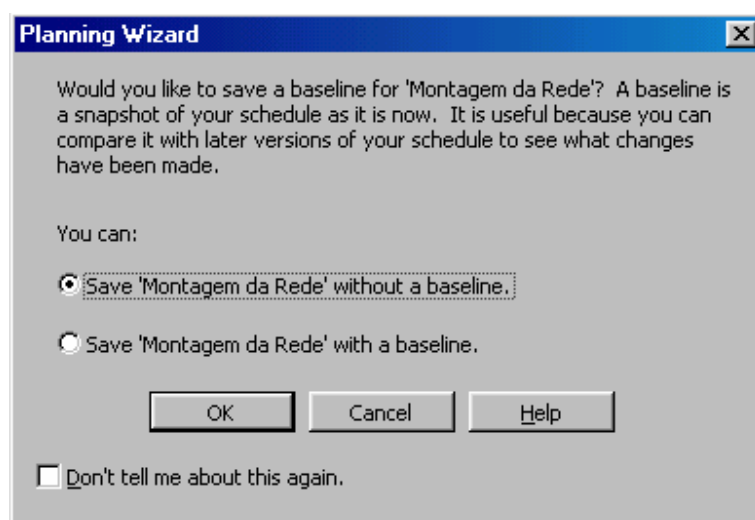 Planning Wizard
Would you like to save a baseline for 'Montagem da Rede'?  A baseline is
a snapshot of your schedule as it is now.  It is useful because you can
compare it with later versions of your schedule to see what changes
have been made.
You can:
Save 'Montagem da Rede' without a baseline.
Save 'Montagem da Rede' with a baseline.
OK Cancel Help
Don't tell me about this again.